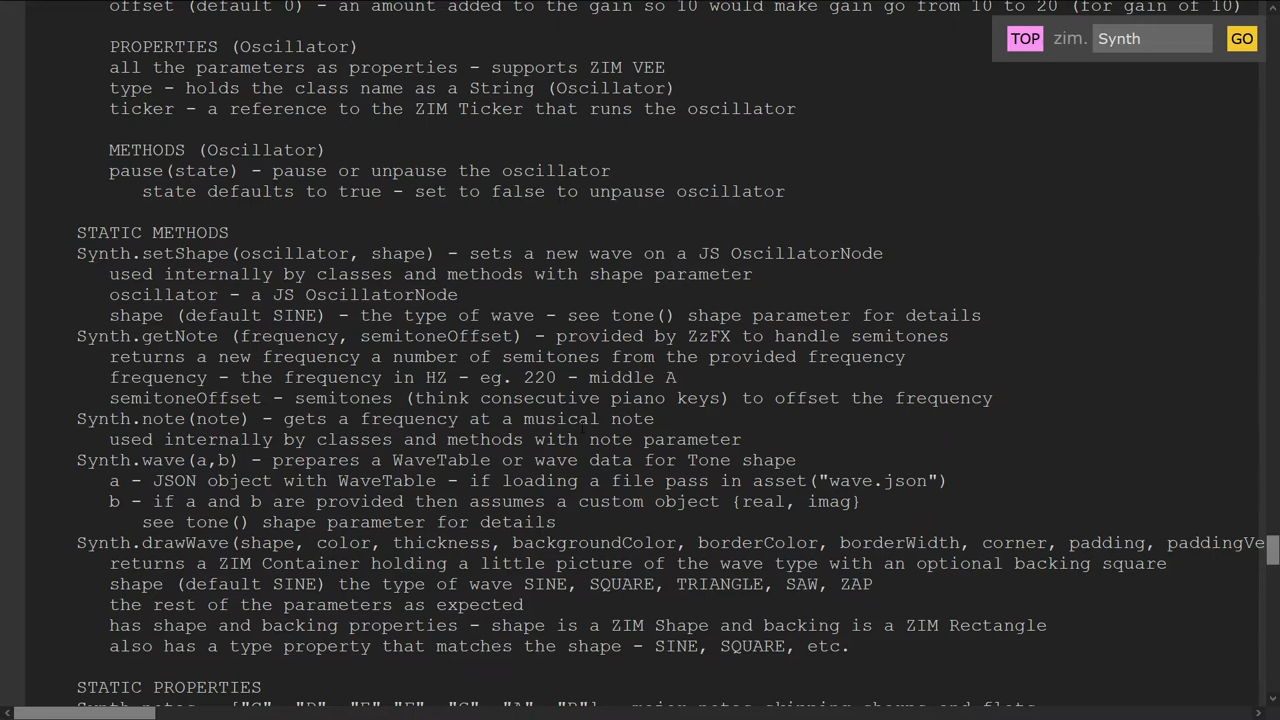 offset (default 0) - an amount added to the gain so 10 would make gain go from 10 to 20 (for gain of 10)
TOP zim. Synth GO
PROPERTIES (Oscillator)
all the parameters as properties - supports ZIM VEE
type - holds the class name as a String (Oscillator)
ticker - a reference to the ZIM Ticker that runs the oscillator
METHODS (Oscillator)
pause(state) - pause or unpause the oscillator
state defaults to true - set to false to unpause oscillator
STATIC METHODS
Synth.setShape(oscillator, shape) - sets a new wave on a JS OscillatorNode
used internally by classes and methods with shape parameter
oscillator - a JS OscillatorNode
shape (default SINE) - the type of wave - see tone() shape parameter for details
Synth.getNote (frequency, semitoneOffset) - provided by ZzFX to handle semitones
returns a new frequency a number of semitones from the provided frequency
frequency - the frequency in HZ - eg. 220 - middle A
semitoneOffset - semitones (think consecutive piano keys) to offset the frequency
Synth.note(note) - gets a frequency at a musical note
used internally by classes and methods with note parameter
Synth.wave(a,b) - prepares a WaveTable or wave data for Tone shape
a - JSON object with WaveTable - if loading a file pass in asset("wave.json")
b - if a and b are provided then assumes a custom object {real, imag}
see tone() shape parameter for details
Synth.drawWave(shape, color, thickness, backgroundColor, borderColor, borderWidth, corner, padding, paddingVe
returns a ZIM Container holding a little picture of the wave type with an optional backing square
shape (default SINE) the type of wave SINE, SQUARE, TRIANGLE, SAW, ZAP
the rest of the parameters as expected
has shape and backing properties - shape is a ZIM Shape and backing is a ZIM Rectangle
also has a type property that matches the shape - SINE, SQUARE, etc.
STATIC PROPERTIES